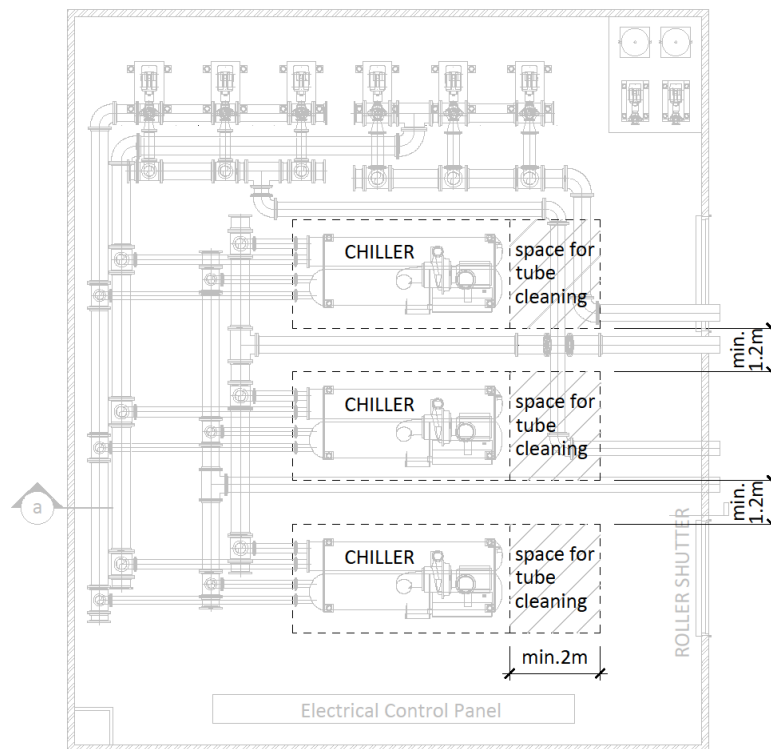 CHILLER
space for
tube
cleaning
min.
1.2m
CHILLER
space for
tube
cleaning
min.
1.2m
a
CHILLER
space for
tube
cleaning
ROLLER SHUTTER
min.2m
Electrical Control Panel